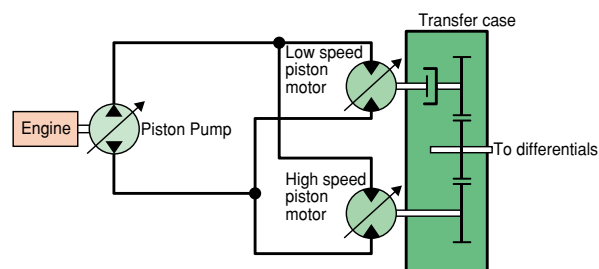 Transfer case
Low speed
piston
motor
Engine
Piston Pump
To differentials
High speed
piston
motor